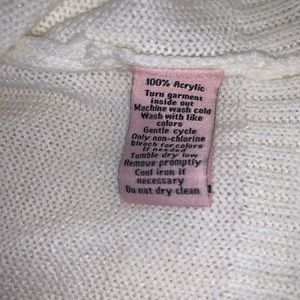 100% Acrylic
Turn garment
inside out
Machine wash cold
Wash with like
colors
Gentle cycle
Only non-chlorine
bleach for colors
if needed
Tumble dry low
Remove promptly
Cool iron if
necessary
Do not dry clean